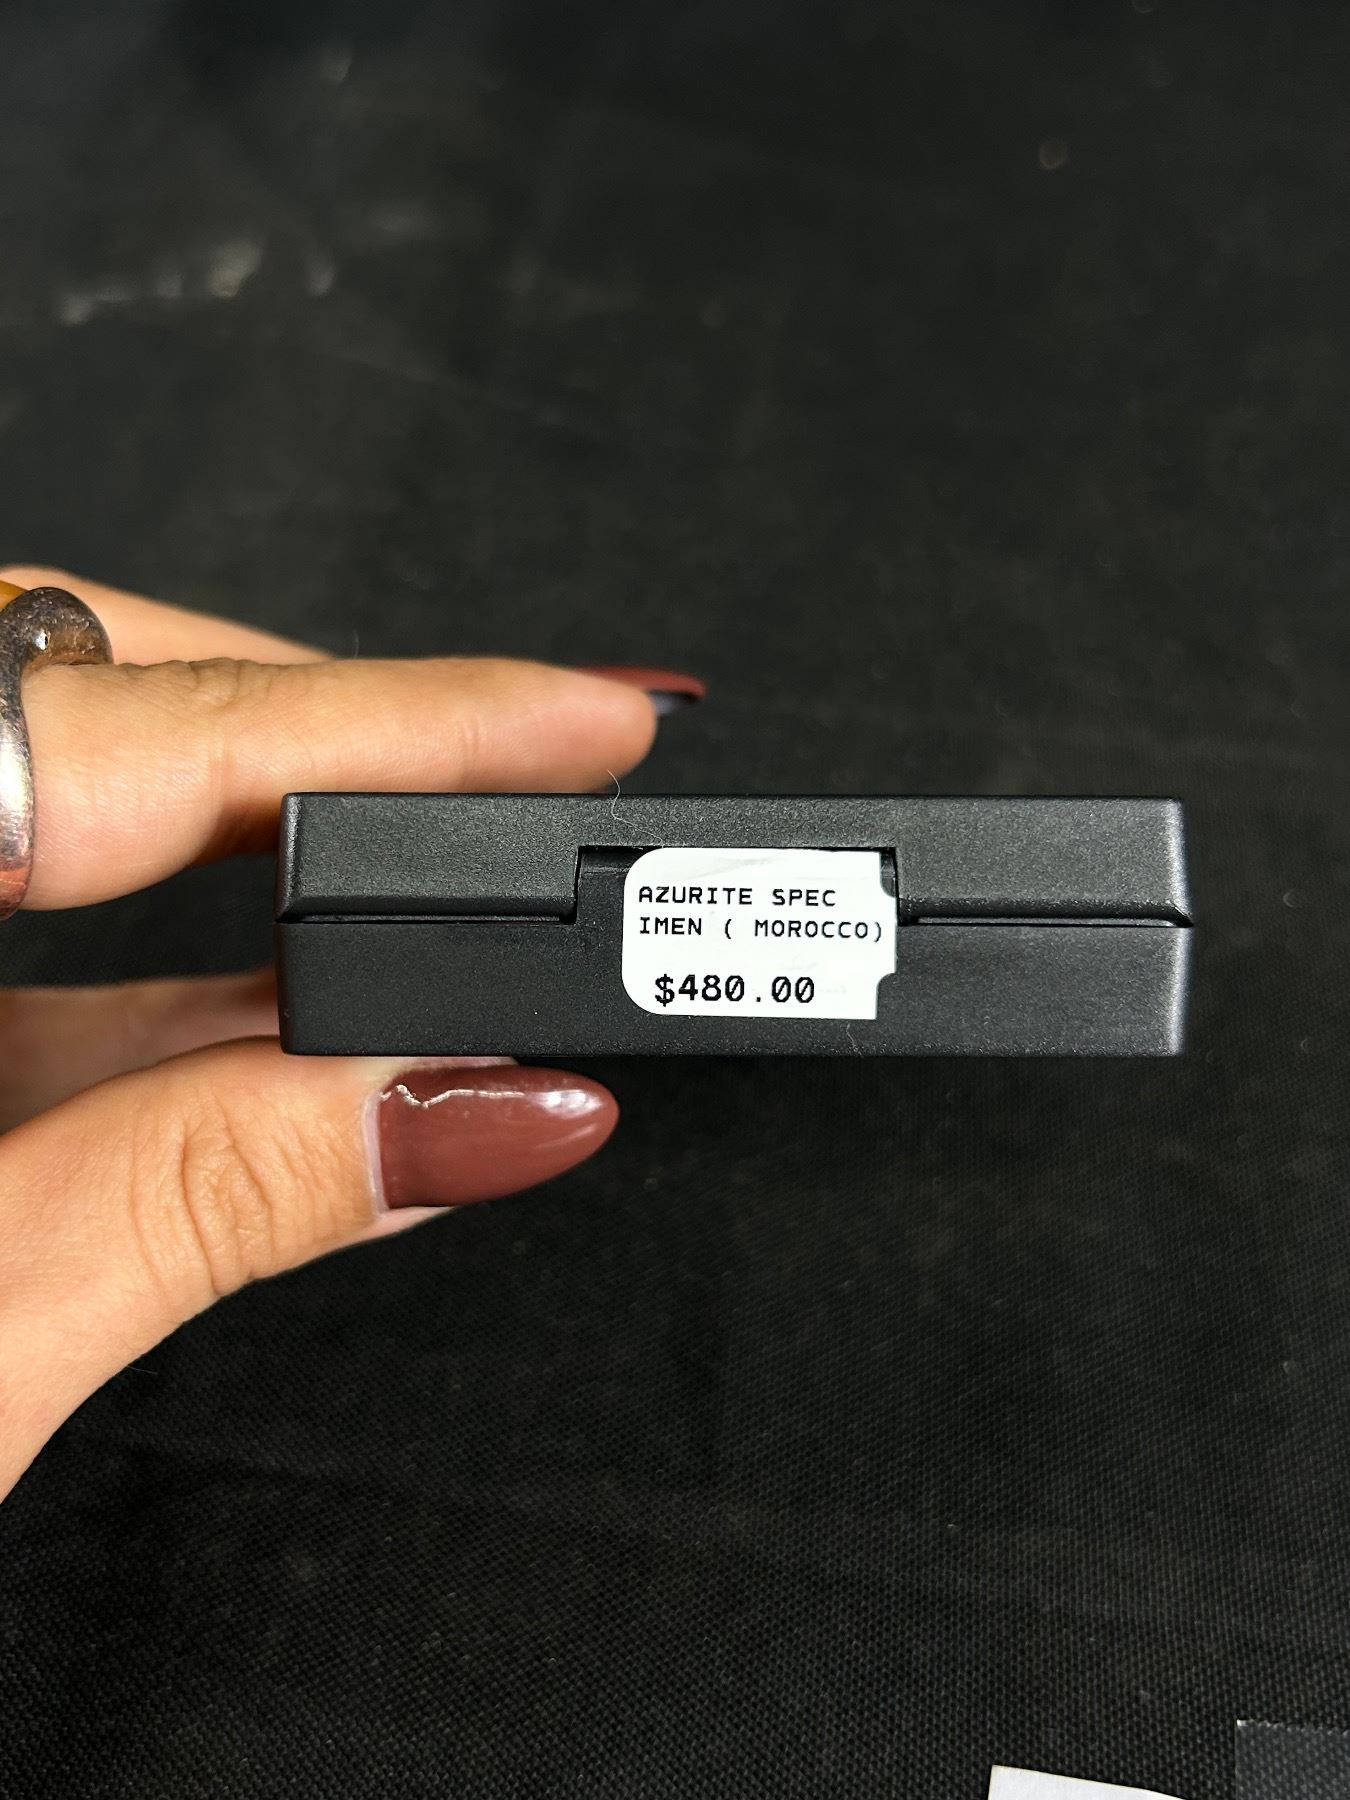 AZURITE SPEC
IMEN ( MOROCCO)
$480.00